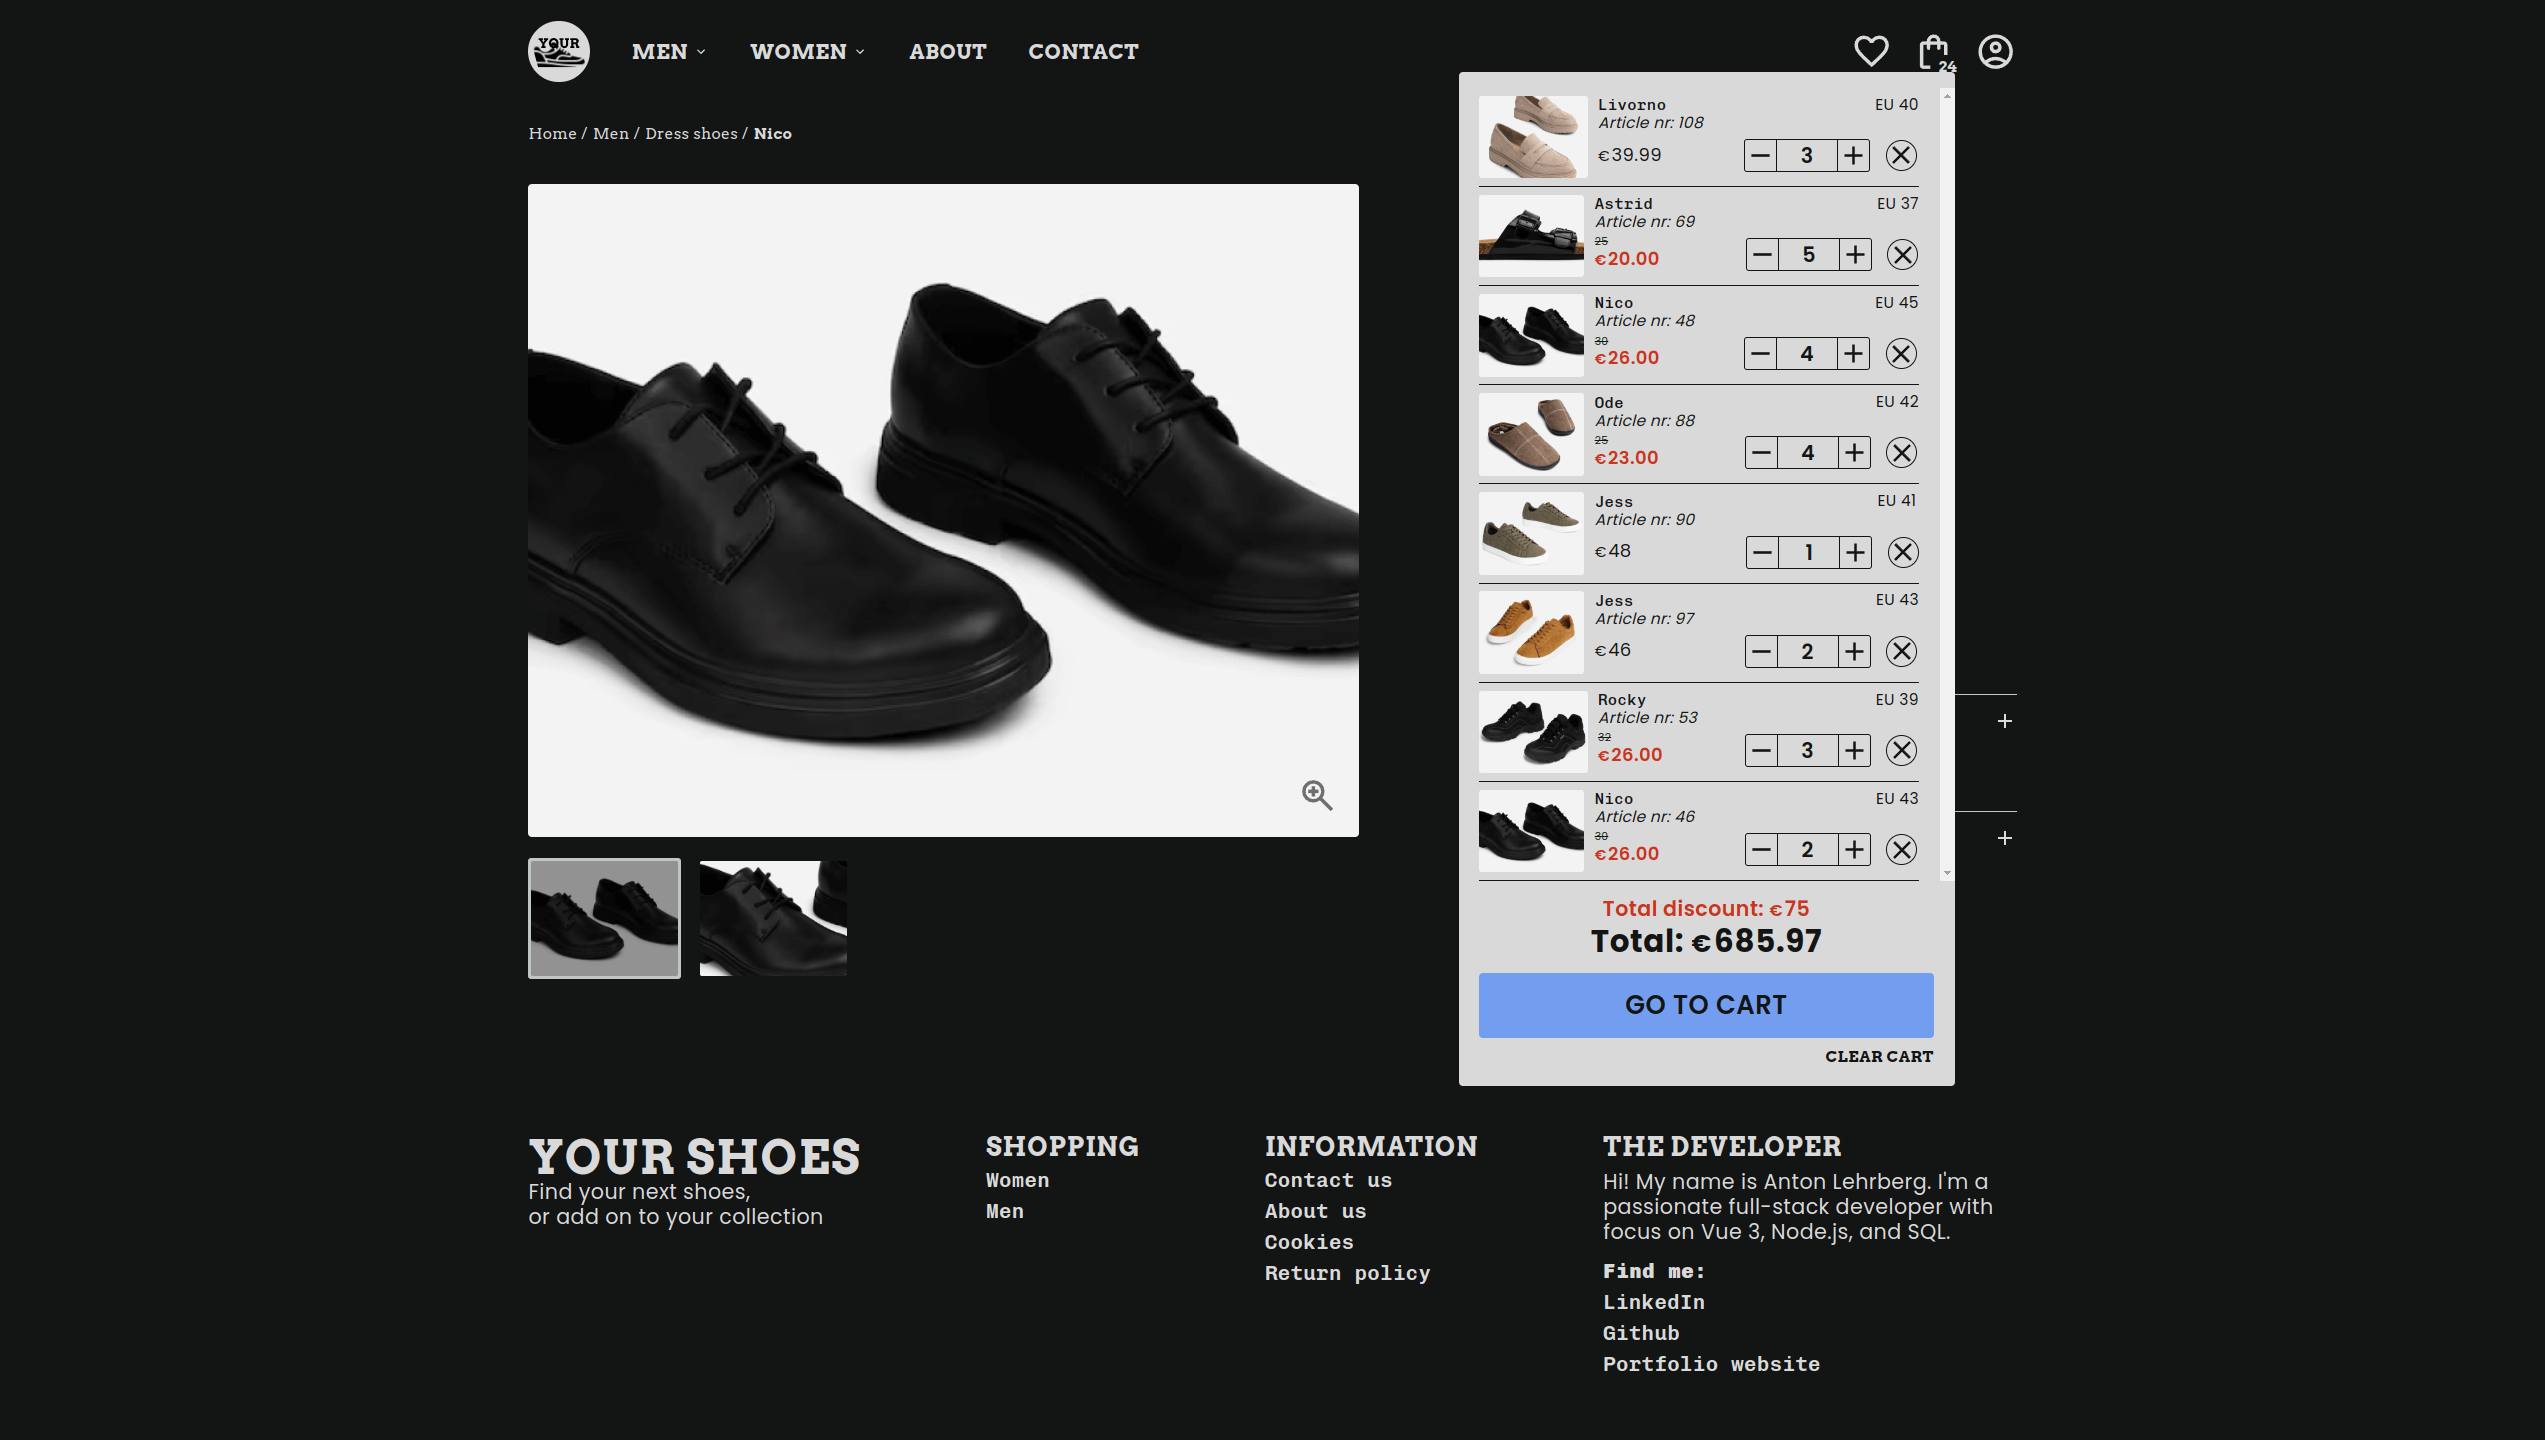 YOUR
MEN
WOMEN
ABOUT
CONTACT
24
Home / Men / Dress shoes / Nico
Livorno
EU 40
Article nr: 108
€39.99
3
Astrid
EU 37
Article nr: 69
25
€20.00
5
Nico
EU 45
Article nr: 48
30
€26.00
4
Ode
EU 42
Article nr: 88
25
€23.00
4
Jess
EU 41
Article nr: 90
€48
1
Jess
EU 43
Article nr: 97
€46
2
Rocky
EU 39
Article nr: 53
32
€26.00
3
Nico
EU 43
Article nr: 46
30
€26.00
2
Total discount: €75
Total: €685.97
GO TO CART
CLEAR CART
YOUR SHOES
Find your next shoes,
or add on to your collection
SHOPPING
Women
Men
INFORMATION
Contact us
About us
Cookies
Return policy
THE DEVELOPER
Hi! My name is Anton Lehrberg. I'm a
passionate full-stack developer with
focus on Vue 3, Node.js, and SQL.
Find me:
LinkedIn
Github
Portfolio website